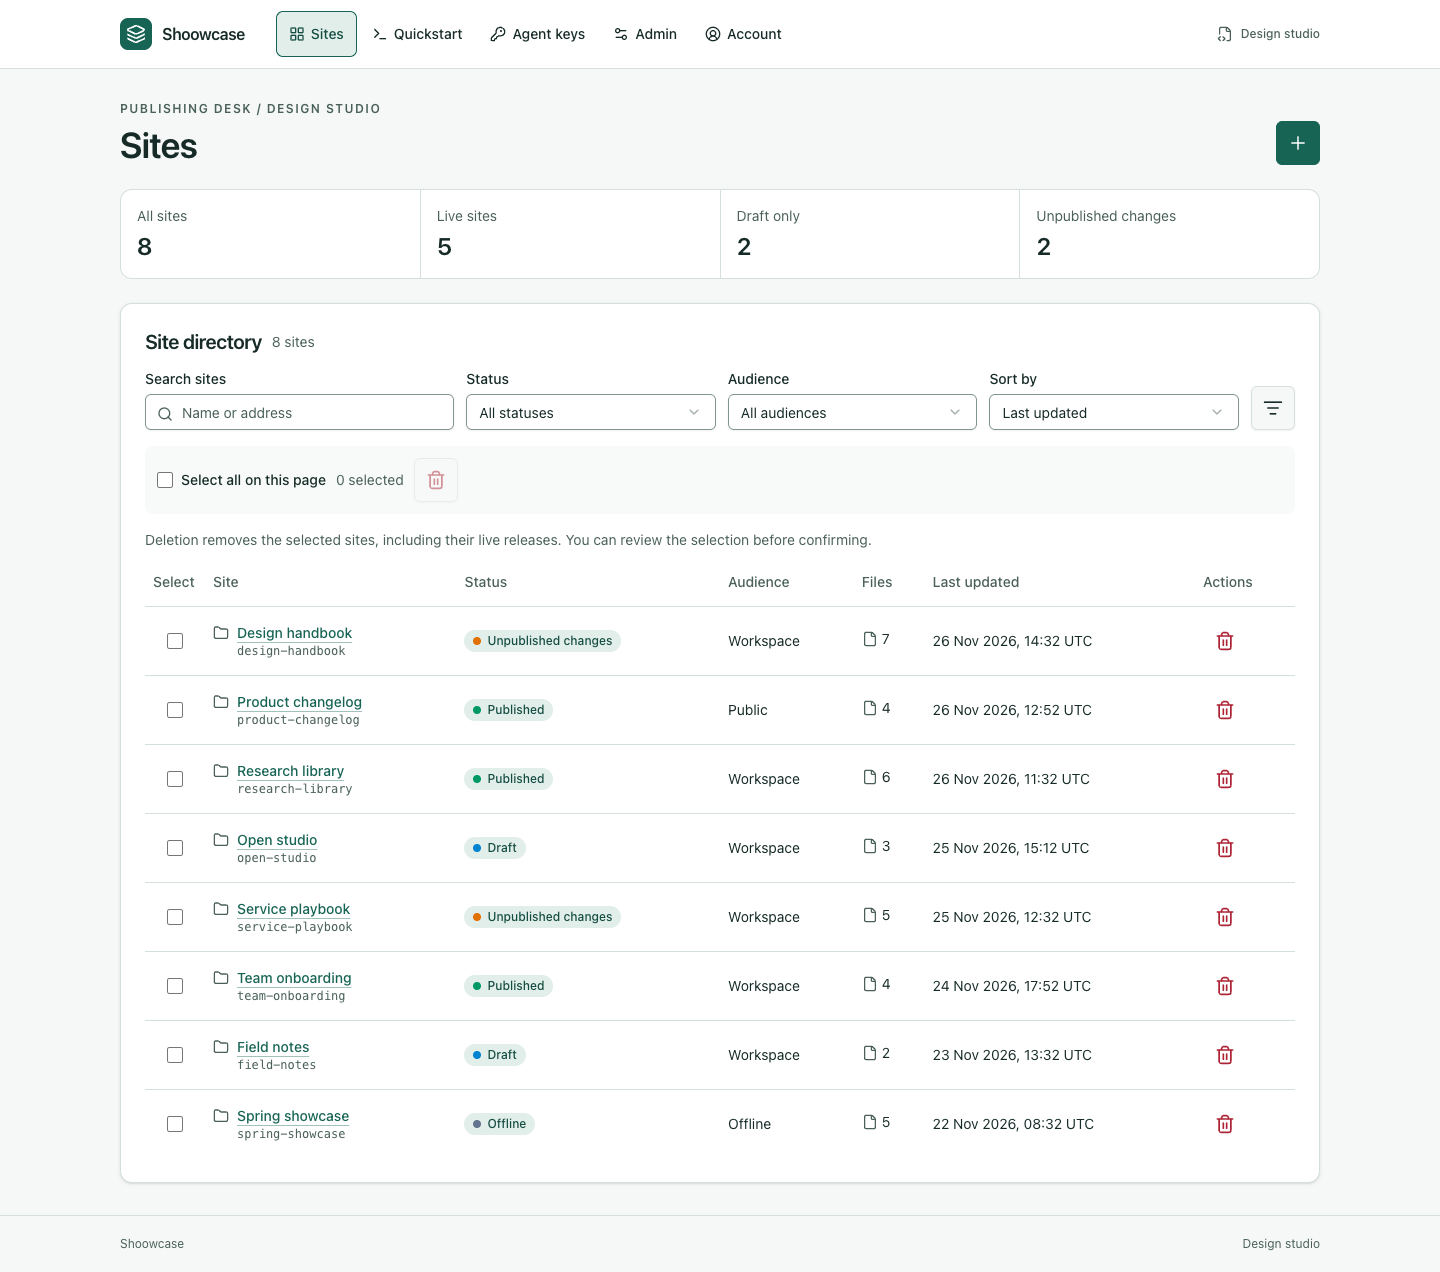 Shoowcase
Sites
Quickstart
Agent keys
Admin
Account
Design studio
PUBLISHING DESK / DESIGN STUDIO
Sites
All sites
8
Live sites
5
Draft only
2
Unpublished changes
2
Site directory 8 sites
Search sites
Name or address
Status
All statuses
Audience
All audiences
Sort by
Last updated
Select all on this page 0 selected
Deletion removes the selected sites, including their live releases. You can review the selection before confirming.
Select Site Status Audience Files Last updated Actions
Design handbook
design-handbook
Unpublished changes Workspace 7 26 Nov 2026, 14:32 UTC
Product changelog
product-changelog
Published Public 4 26 Nov 2026, 12:52 UTC
Research library
research-library
Published Workspace 6 26 Nov 2026, 11:32 UTC
Open studio
open-studio
Draft Workspace 3 25 Nov 2026, 15:12 UTC
Service playbook
service-playbook
Unpublished changes Workspace 5 25 Nov 2026, 12:32 UTC
Team onboarding
team-onboarding
Published Workspace 4 24 Nov 2026, 17:52 UTC
Field notes
field-notes
Draft Workspace 2 23 Nov 2026, 13:32 UTC
Spring showcase
spring-showcase
Offline Offline 5 22 Nov 2026, 08:32 UTC
Shoowcase
Design studio